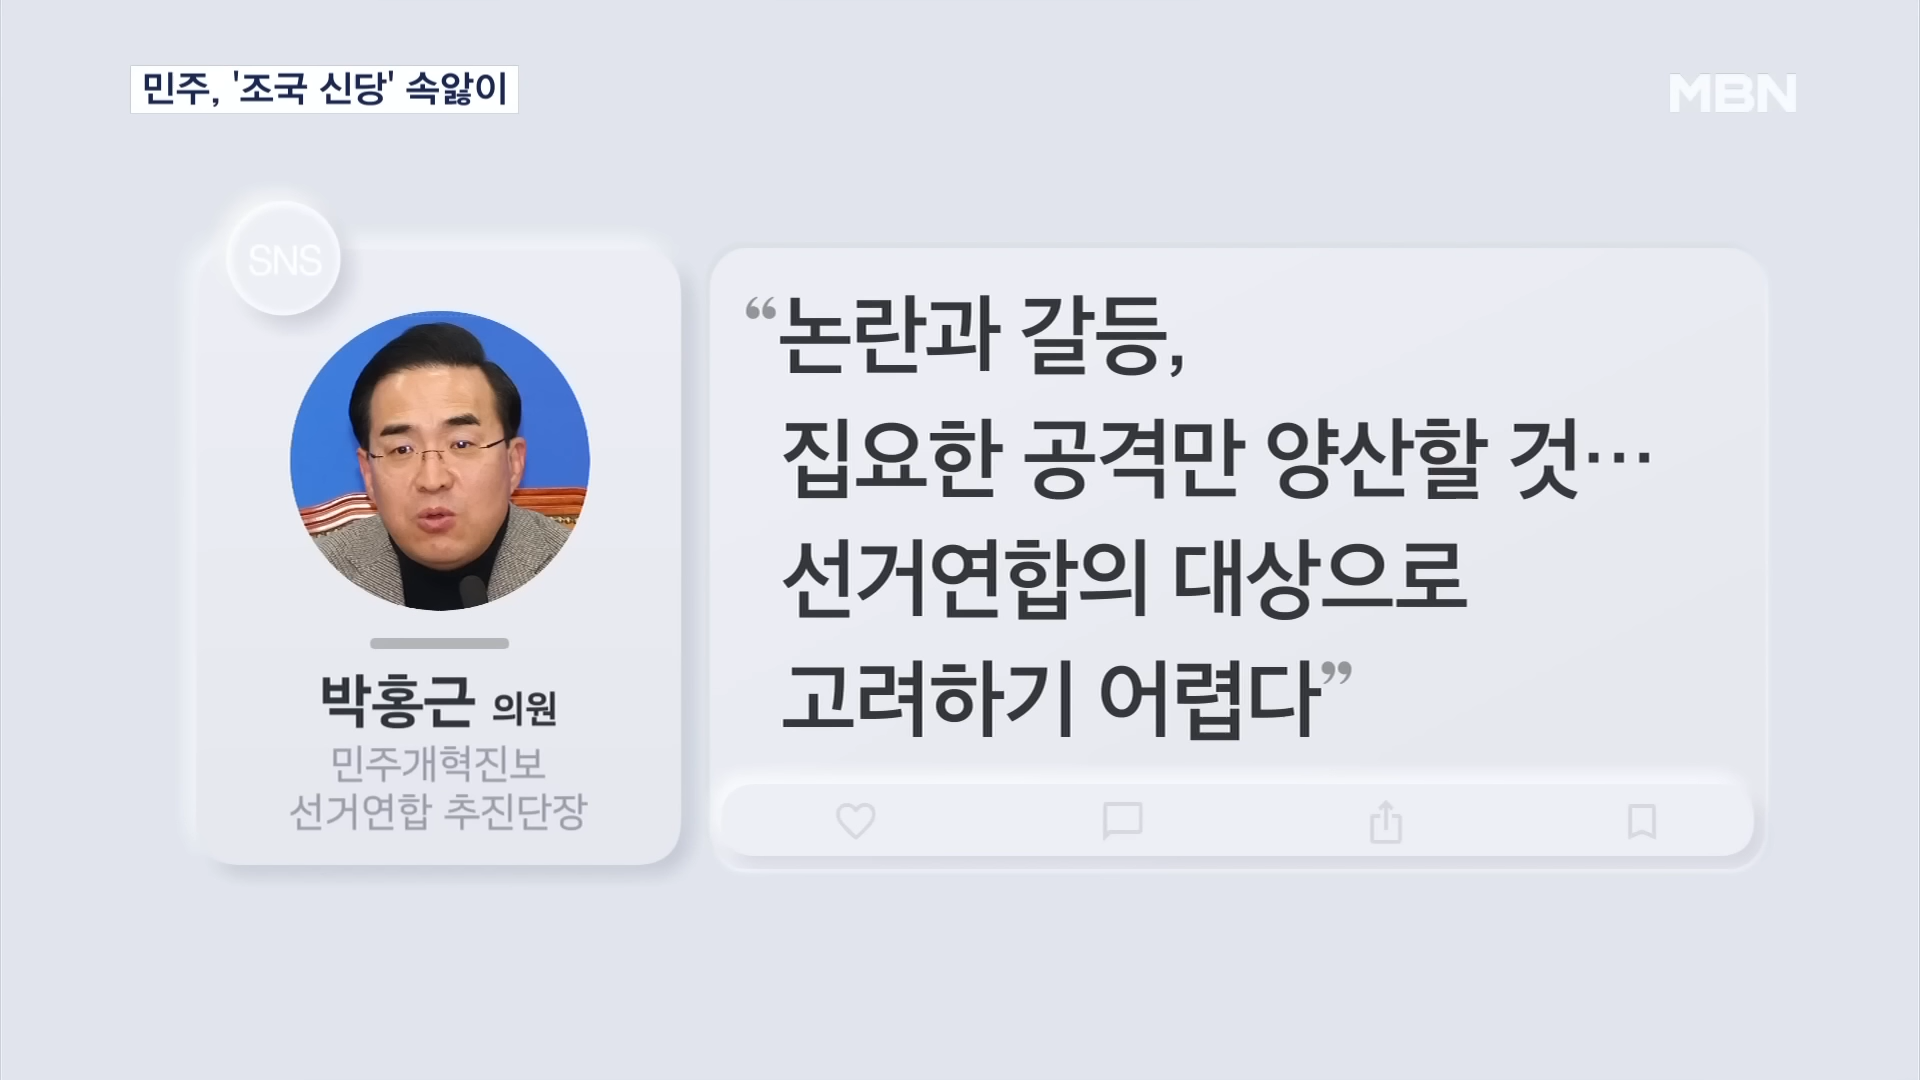 민주, '조국 신당' 속앓이
MBN
SNS
박홍근 의원
민주개혁진보
선거연합 추진단장
“논란과 갈등,
집요한 공격만 양산할 것…
선거연합의 대상으로
고려하기 어렵다”